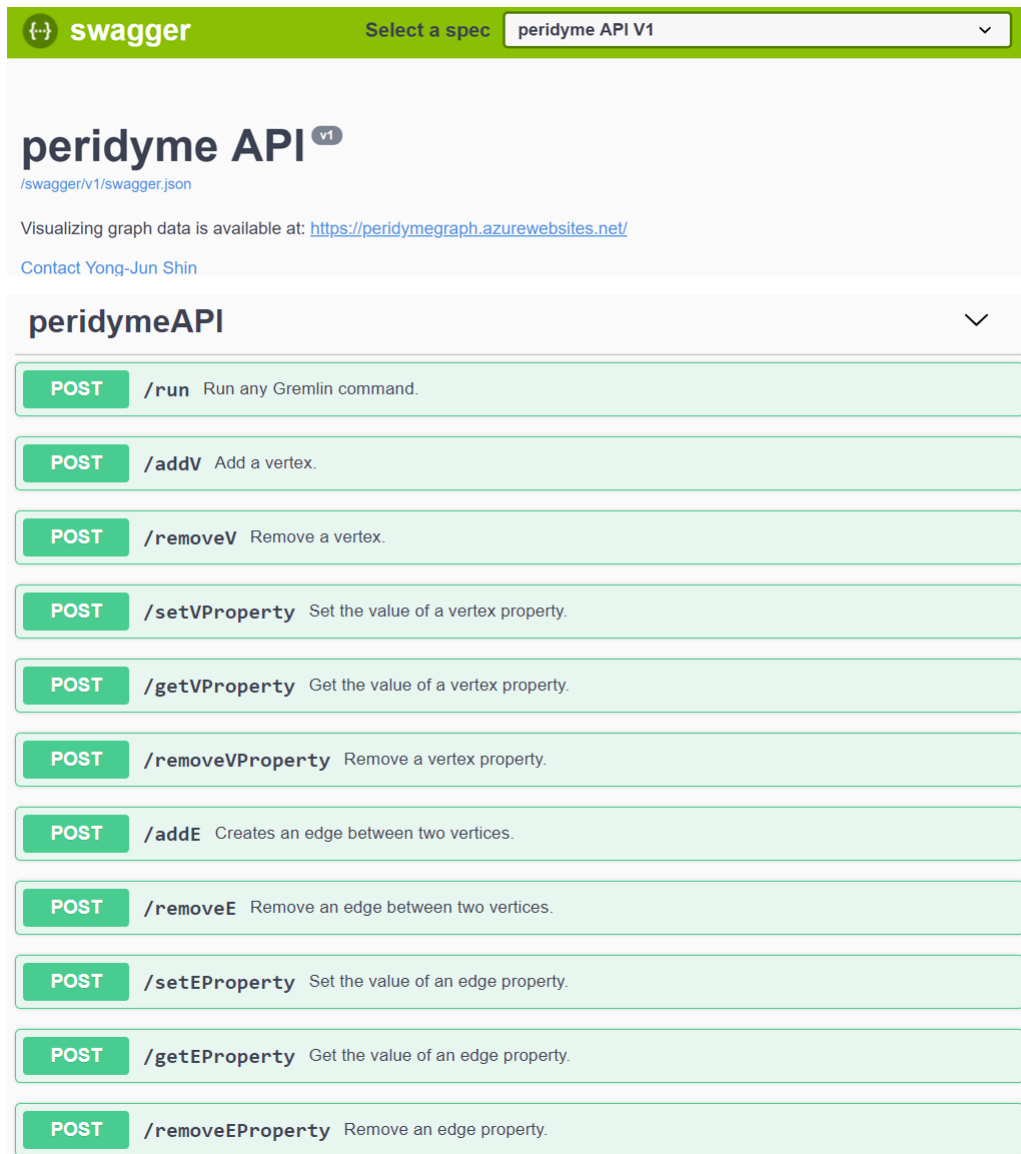 {··} swagger Select a spec peridyme API V1
peridyme API v1
/swagger/v1/swagger.json
Visualizing graph data is available at: https://peridymegraph.azurewebsites.net/
Contact Yong-Jun Shin
peridymeAPI
POST /run Run any Gremlin command.
POST /addV Add a vertex.
POST /removeV Remove a vertex.
POST /setVProperty Set the value of a vertex property.
POST /getVProperty Get the value of a vertex property.
POST /removeVProperty Remove a vertex property.
POST /addE Creates an edge between two vertices.
POST /removeE Remove an edge between two vertices.
POST /setEProperty Set the value of an edge property.
POST /getEProperty Get the value of an edge property.
POST /removeEProperty Remove an edge property.